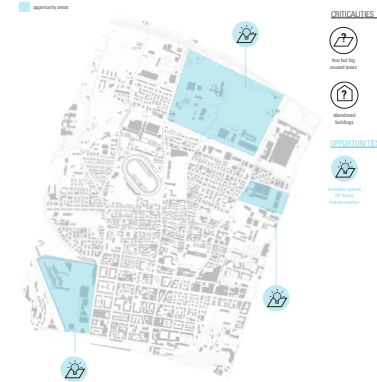 opportunity areas
CRITICALITIES
few but big
unused areas
abandoned
buildings
OPPORTUNITIES
available spaces
for future
transformation